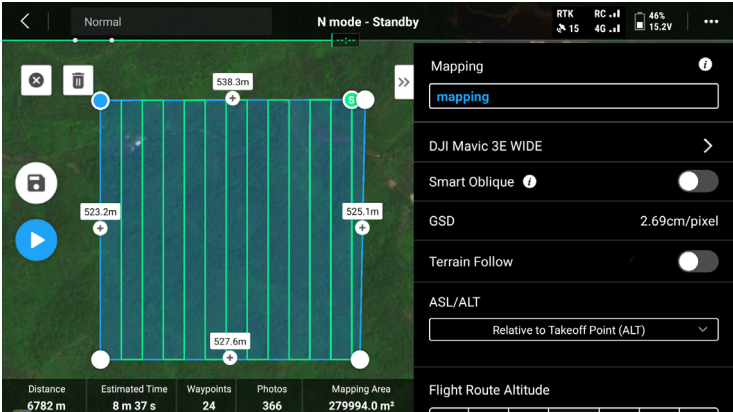 Normal
N mode - Standby
RTK
15
RC
4G
46%
15.2V
538.3m
S
523.2m
525.1m
527.6m
Distance
6782 m
Estimated Time
8 m 37 s
Waypoints
24
Photos
366
Mapping Area
279994.0 m²
Mapping
mapping
DJI Mavic 3E WIDE
Smart Oblique
GSD
2.69cm/pixel
Terrain Follow
ASL/ALT
Relative to Takeoff Point (ALT)
Flight Route Altitude